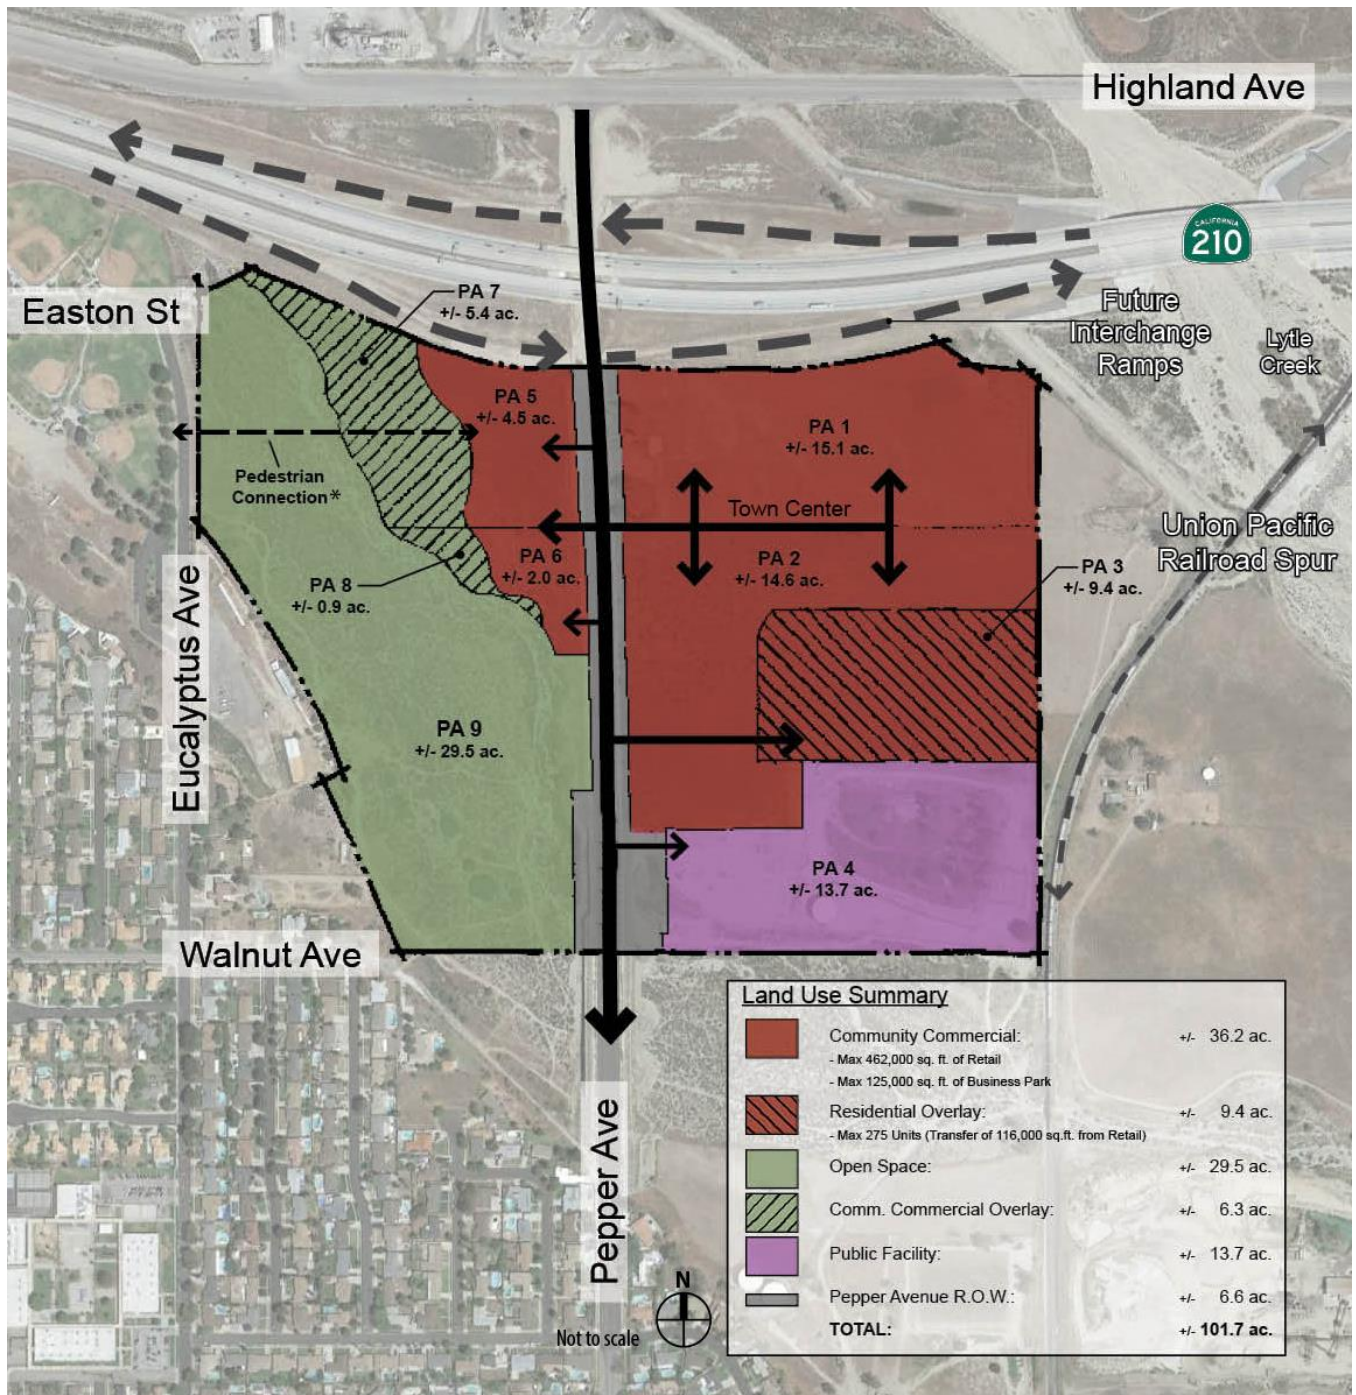 Highland Ave
CALIFORNIA
210
Easton St
PA 7
+/- 5.4 ac.
Future
Interchange
Ramps
Lytle
Creek
PA 5
+/- 4.5 ac.
PA 1
+/- 15.1 ac.
Pedestrian
Connection*
Town Center
Union Pacific
Railroad Spur
PA 6
+/- 2.0 ac.
PA 2
+/- 14.6 ac.
PA 3
+/- 9.4 ac.
PA 8
+/- 0.9 ac.
Eucalyptus Ave
PA 9
+/- 29.5 ac.
PA 4
+/- 13.7 ac.
Walnut Ave
Pepper Ave
N
Not to scale
Land Use Summary
Community Commercial: +/- 36.2 ac.
- Max 462,000 sq. ft. of Retail
- Max 125,000 sq. ft. of Business Park
Residential Overlay: +/- 9.4 ac.
- Max 275 Units (Transfer of 116,000 sq.ft. from Retail)
Open Space: +/- 29.5 ac.
Comm. Commercial Overlay: +/- 6.3 ac.
Public Facility: +/- 13.7 ac.
Pepper Avenue R.O.W.: +/- 6.6 ac.
TOTAL: +/- 101.7 ac.